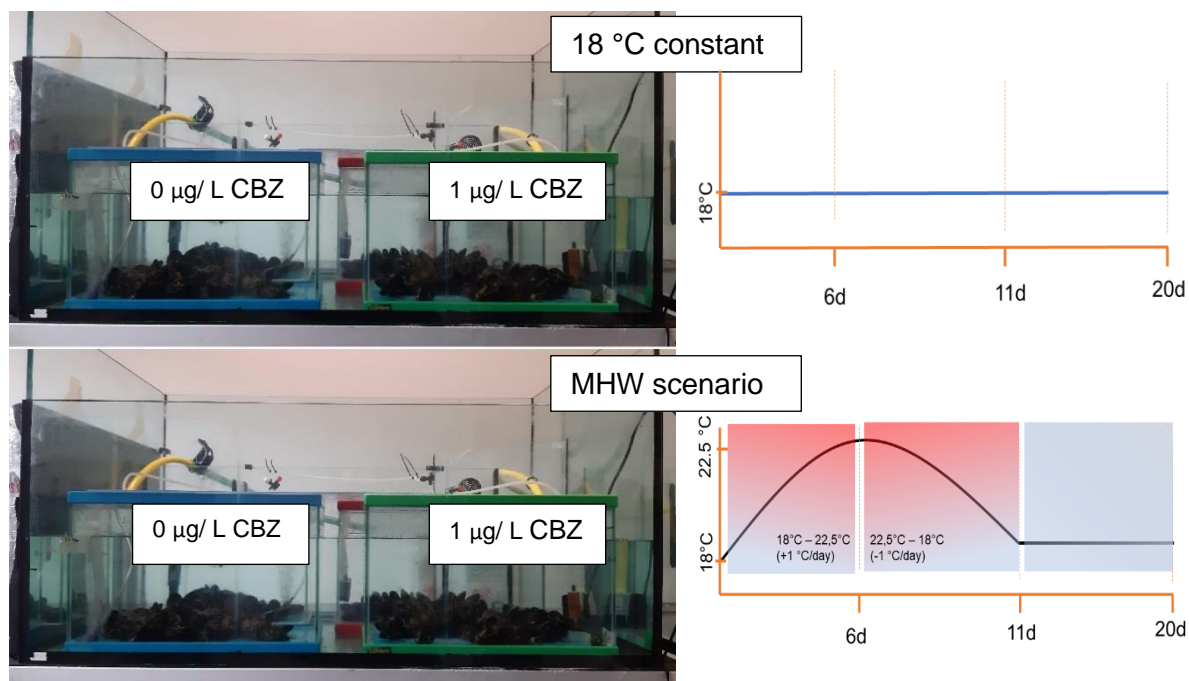 18 °C constant
0 µg/ L CBZ
1 µg/ L CBZ
18°C
6d
11d
20d
MHW scenario
0 µg/ L CBZ
1 µg/ L CBZ
22.5 °C
18°C
18°C – 22,5°C
(+1 °C/day)
22,5°C – 18°C
(-1 °C/day)
6d
11d
20d